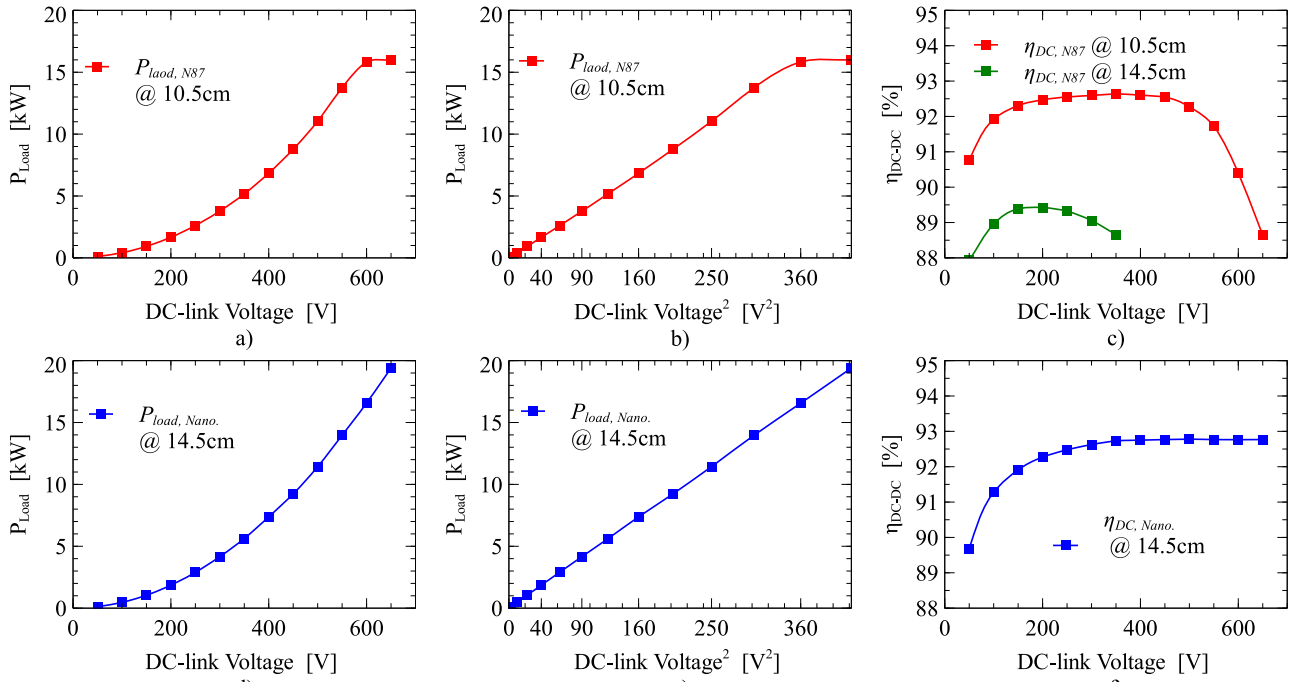 20
15
10
5
0
P_Load [kW]
P_laod, N87
@ 10.5cm
0 200 400 600
DC-link Voltage [V]
a)
20
15
10
5
0
P_Load [kW]
P_laod, N87
@ 10.5cm
0 40 90 160 250 360
DC-link Voltage² [V²]
b)
95
94
93
92
91
90
89
88
η_DC-DC [%]
η_DC, N87 @ 10.5cm
η_DC, N87 @ 14.5cm
0 200 400 600
DC-link Voltage [V]
c)
20
15
10
5
0
P_Load [kW]
P_load, Nano.
@ 14.5cm
0 200 400 600
DC-link Voltage [V]
20
15
10
5
0
P_Load [kW]
P_load, Nano.
@ 14.5cm
0 40 90 160 250 360
DC-link Voltage² [V²]
95
94
93
92
91
90
89
88
η_DC-DC [%]
η_DC, Nano.
@ 14.5cm
0 200 400 600
DC-link Voltage [V]